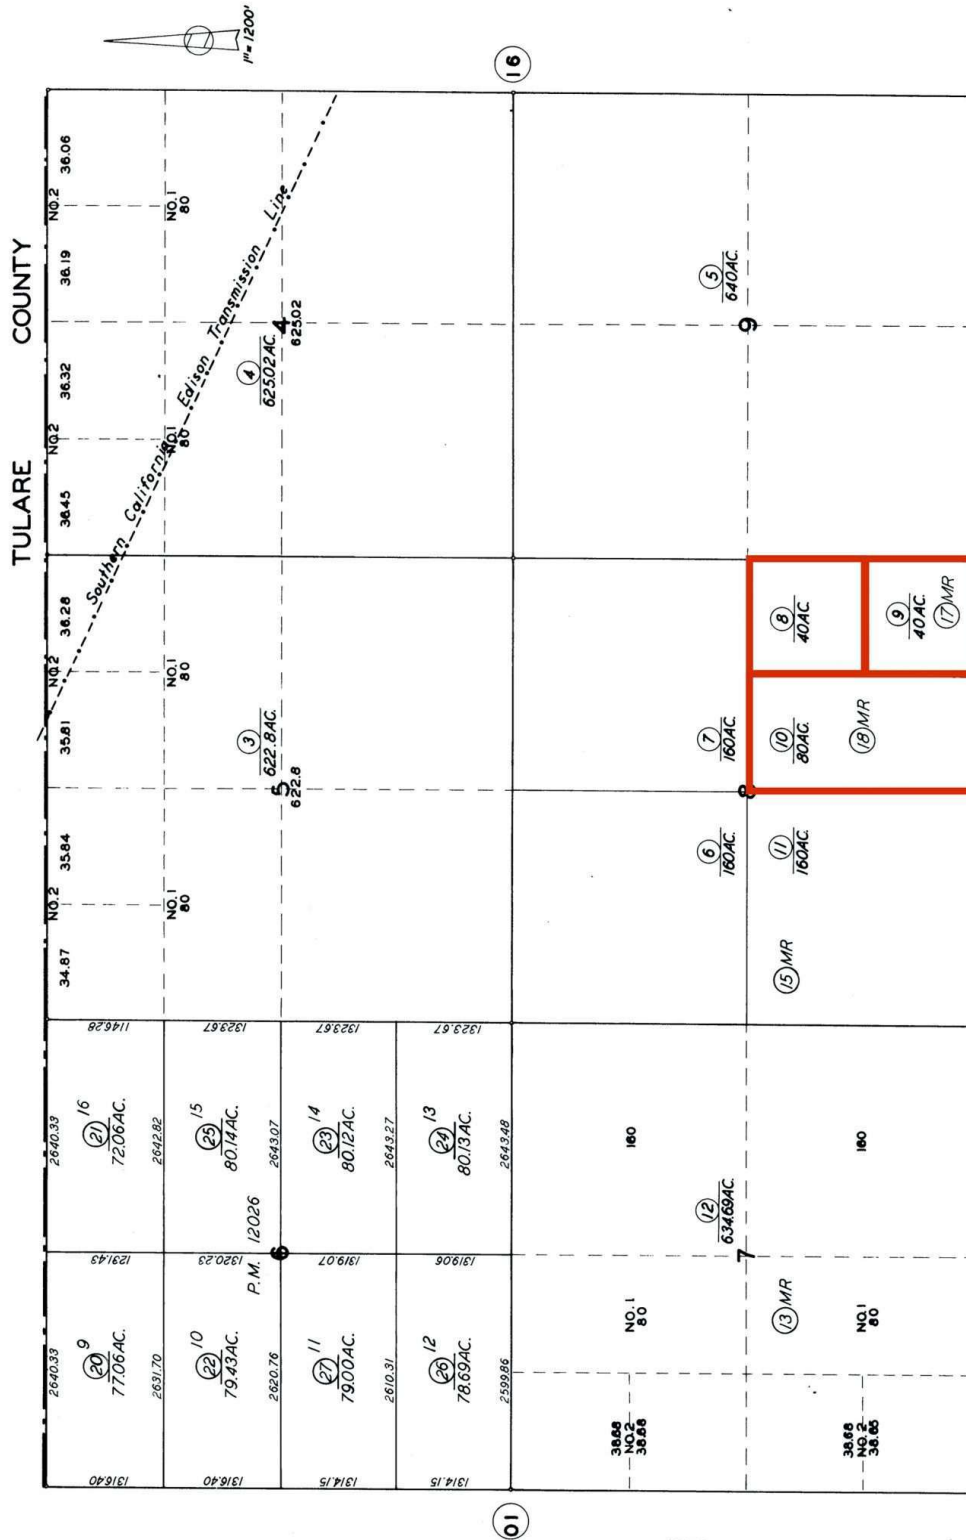 TULARE COUNTY
1"= 1200'
16
36.06
NO.2
36.19
36.32
NO.2
36.45
36.28
NO.2
35.81
35.84
NO.2
34.87
NO.1
80
NO.1
80
NO.1
80
NO.1
80
Southern California Edison Transmission Line
4
625.02AC.
4
625.02
3
622.8AC.
5
622.8
5
640AC.
9
7
160AC.
6
160AC.
8
8
40AC.
9
40AC.
17 MR
10
80AC.
18 MR
11
160AC.
15 MR
1146.28
1323.67
1323.67
1323.67
2640.33
16
21
72.06AC.
2642.82
15
25
80.14AC.
2643.07
14
23
80.12AC.
2643.27
13
24
80.13AC.
2643.48
P.M. 12026
6
1231.43
1320.23
1319.07
1319.06
2640.33
9
20
77.06AC.
2631.70
10
22
79.43AC.
2620.76
11
27
79.00AC.
2610.31
12
26
78.69AC.
2599.86
1316.40
1316.40
1314.15
1314.15
160
160
12
634.69AC.
7
NO.1
80
13 MR
NO.1
80
38.88
NO.2
38.88
38.68
NO.2
38.65
10